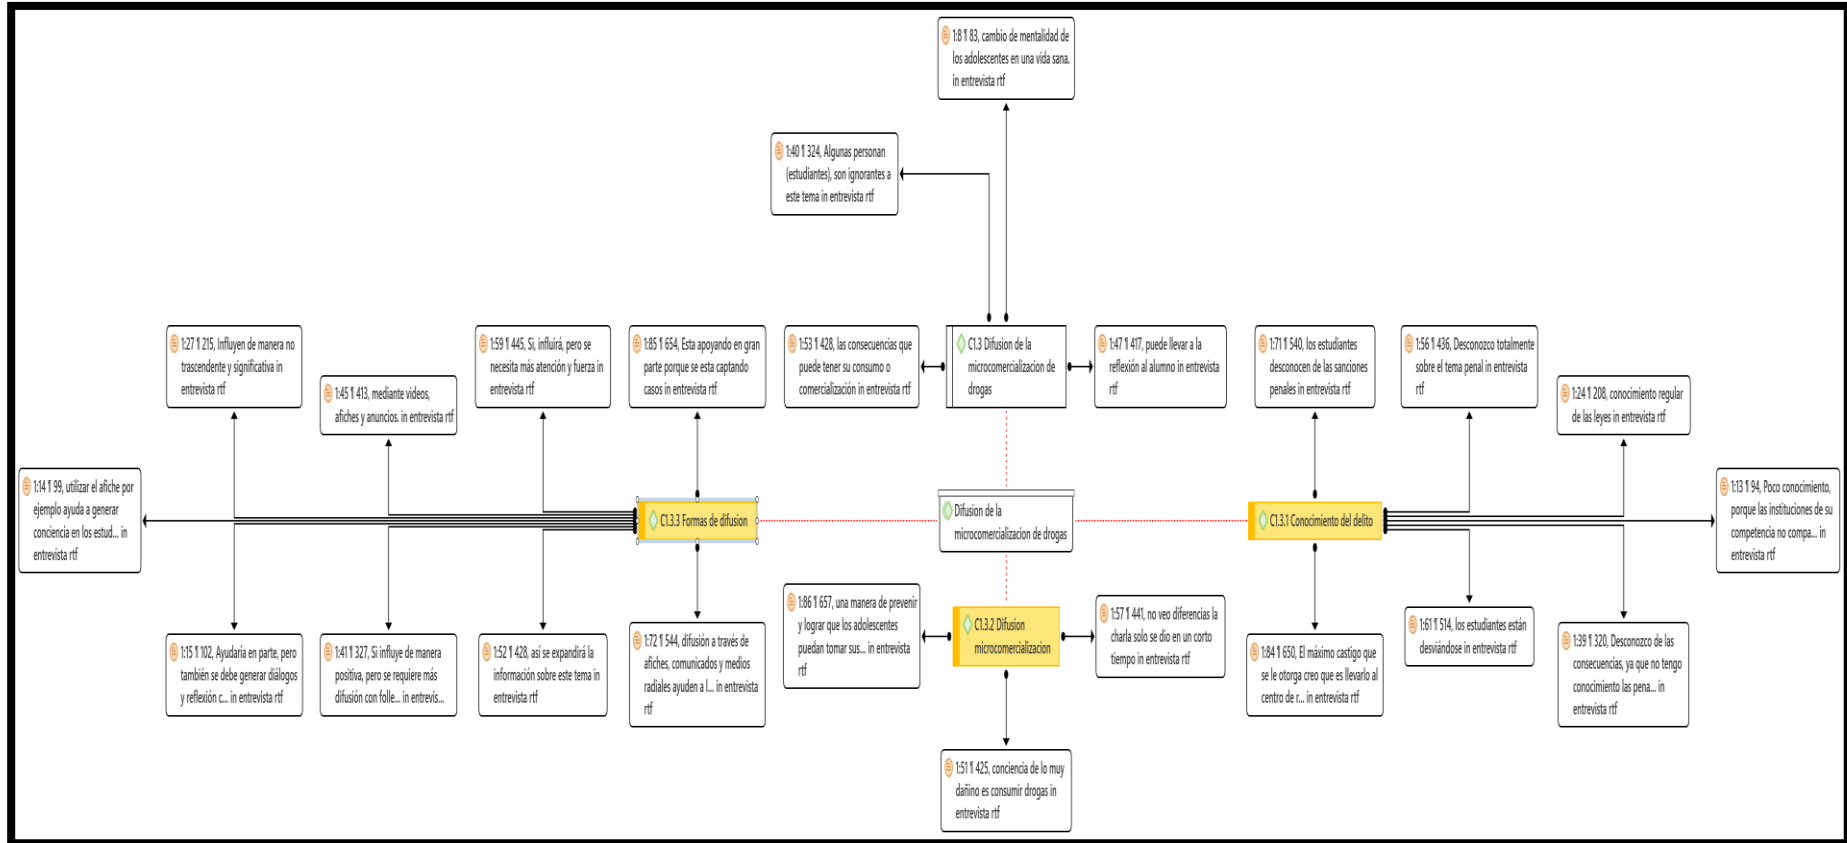 1:8 ¶ 83, cambio de mentalidad de
los adolescentes en una vida sana.
in entrevista rtf
1:40 ¶ 324, Algunas personan
(estudiantes), son ignorantes a
este tema in entrevista rtf
1:27 ¶ 215, Influyen de manera no
trascendente y significativa in
entrevista rtf
1:45 ¶ 413, mediante videos,
afiches y anuncios. in entrevista rtf
1:59 ¶ 445, Si, influirá, pero se
necesita más atención y fuerza in
entrevista rtf
1:85 ¶ 654, Esta apoyando en gran
parte porque se esta captando
casos in entrevista rtf
1:53 ¶ 428, las consecuencias que
puede tener su consumo o
comercialización in entrevista rtf
C1.3 Difusion de la
microcomercializacion de
drogas
1:47 ¶ 417, puede llevar a la
reflexión al alumno in entrevista
rtf
1:71 ¶ 540, los estudiantes
desconocen de las sanciones
penales in entrevista rtf
1:56 ¶ 436, Desconozco totalmente
sobre el tema penal in entrevista
rtf
1:24 ¶ 208, conocimiento regular
de las leyes in entrevista rtf
1:14 ¶ 99, utilizar el afiche por
ejemplo ayuda a generar
conciencia en los estud... in
entrevista rtf
C1.3.3 Formas de difusion
Difusion de la
microcomercializacion de drogas
C1.3.1 Conocimiento del delito
1:13 ¶ 94, Poco conocimiento,
porque las instituciones de su
competencia no compa... in
entrevista rtf
1:15 ¶ 102, Ayudaría en parte, pero
también se debe generar diálogos
y reflexión c... in entrevista rtf
1:41 ¶ 327, Si influye de manera
positiva, pero se requiere más
difusión con folle... in entrevis...
1:52 ¶ 428, así se expandirá la
información sobre este tema in
entrevista rtf
1:72 ¶ 544, difusión a través de
afiches, comunicados y medios
radiales ayuden a l... in entrevista
rtf
1:86 ¶ 657, una manera de prevenir
y lograr que los adolescentes
puedan tomar sus... in entrevista
rtf
C1.3.2 Difusion
microcomercializacion
1:57 ¶ 441, no veo diferencias la
charla solo se dio en un corto
tiempo in entrevista rtf
1:84 ¶ 650, El máximo castigo que
se le otorga creo que es llevarlo al
centro de r... in entrevista rtf
1:61 ¶ 514, los estudiantes están
desviándose in entrevista rtf
1:39 ¶ 320, Desconozco de las
consecuencias, ya que no tengo
conocimiento las pena... in
entrevista rtf
1:51 ¶ 425, conciencia de lo muy
dañino es consumir drogas in
entrevista rtf